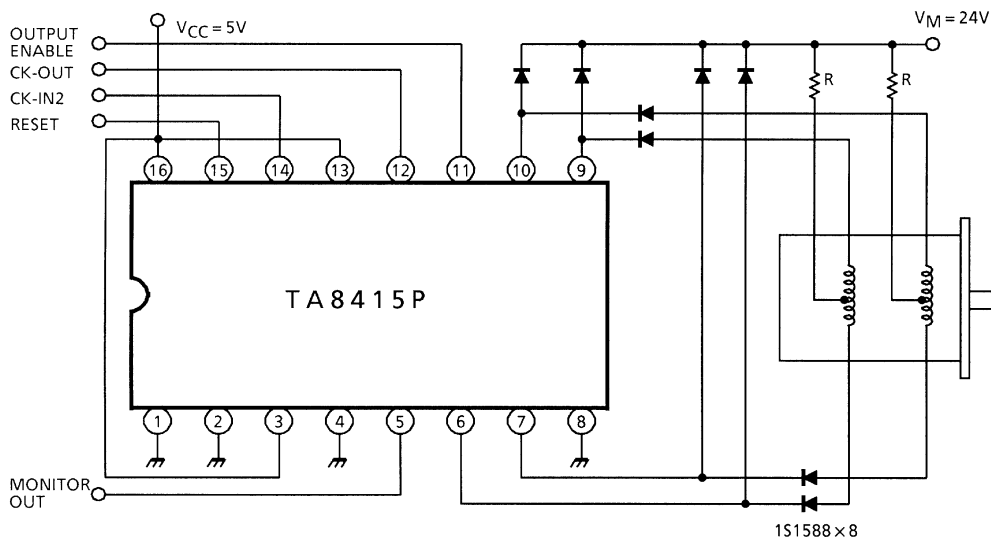 VCC = 5V
VM = 24V
OUTPUT
ENABLE
CK-OUT
CK-IN2
RESET
R
R
16
15
14
13
12
11
10
9
TA8415P
1
2
3
4
5
6
7
8
MONITOR
OUT
1S1588×8